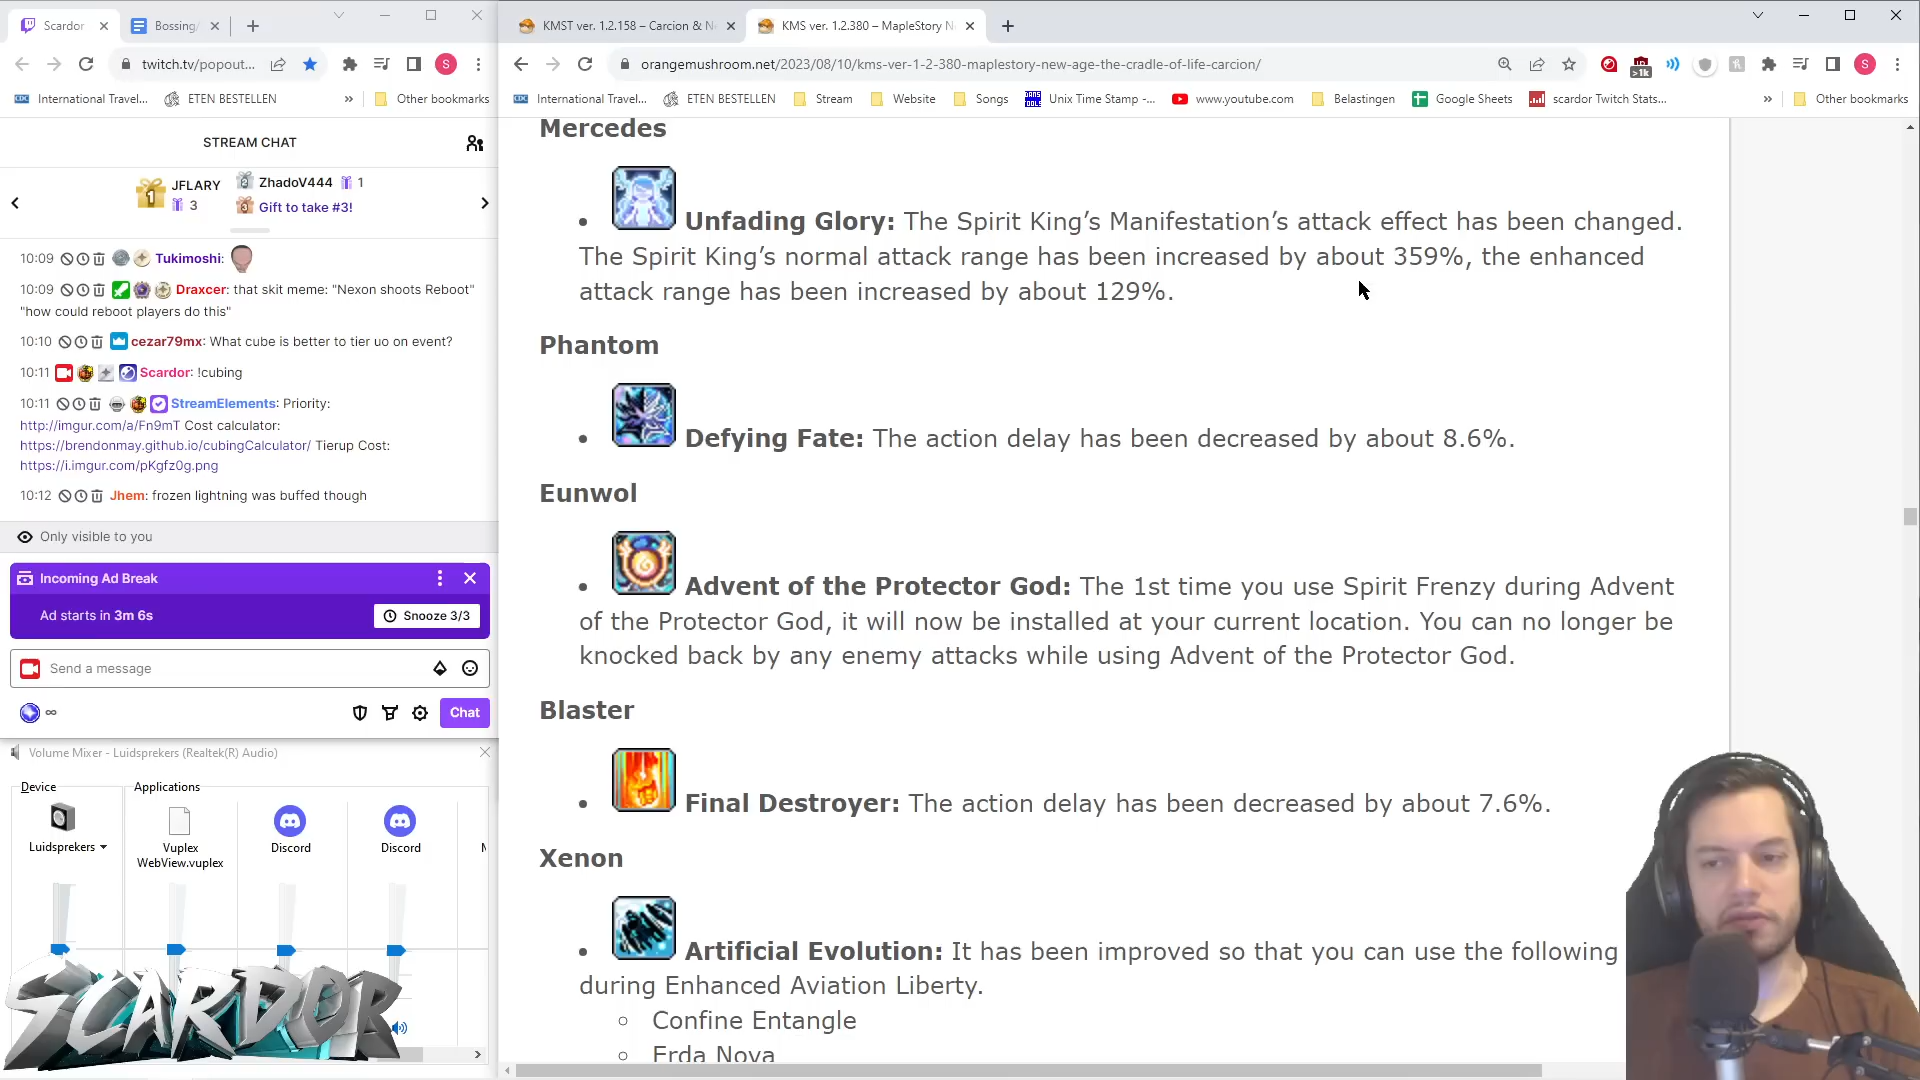 Scardor
Bossing/
KMST ver. 1.2.158 – Carcion & N
KMS ver. 1.2.380 – MapleStory N
twitch.tv/popout...
S
orangemushroom.net/2023/08/10/kms-ver-1-2-380-maplestory-new-age-the-cradle-of-life-carcion/
>1k
S
CDC International Travel...
ETEN BESTELLEN
»
Other bookmarks
CDC International Travel...
ETEN BESTELLEN
Stream
Website
Songs
Unix Time Stamp -...
www.youtube.com
Belastingen
Google Sheets
scardor Twitch Stats...
»
Other bookmarks
STREAM CHAT
1 JFLARY
3
2 ZhadoV444 1
3 Gift to take #3!
10:09 Tukimoshi:
10:09 Draxcer: that skit meme: "Nexon shoots Reboot"
"how could reboot players do this"
10:10 cezar79mx: What cube is better to tier uo on event?
10:11 Scardor: !cubing
10:11 StreamElements: Priority:
http://imgur.com/a/Fn9mT Cost calculator:
https://brendonmay.github.io/cubingCalculator/ Tierup Cost:
https://i.imgur.com/pKgfz0g.png
10:12 Jhem: frozen lightning was buffed though
Only visible to you
Incoming Ad Break
Ad starts in 3m 6s
Snooze 3/3
Send a message
∞
Chat
Volume Mixer - Luidsprekers (Realtek(R) Audio)
Device
Applications
Luidsprekers
Vuplex
WebView.vuplex
Discord
Discord
SCARDOR
Mercedes
• Unfading Glory: The Spirit King’s Manifestation’s attack effect has been changed.
The Spirit King’s normal attack range has been increased by about 359%, the enhanced
attack range has been increased by about 129%.
Phantom
• Defying Fate: The action delay has been decreased by about 8.6%.
Eunwol
• Advent of the Protector God: The 1st time you use Spirit Frenzy during Advent
of the Protector God, it will now be installed at your current location. You can no longer be
knocked back by any enemy attacks while using Advent of the Protector God.
Blaster
• Final Destroyer: The action delay has been decreased by about 7.6%.
Xenon
• Artificial Evolution: It has been improved so that you can use the following
during Enhanced Aviation Liberty.
○ Confine Entangle
○ Erda Nova